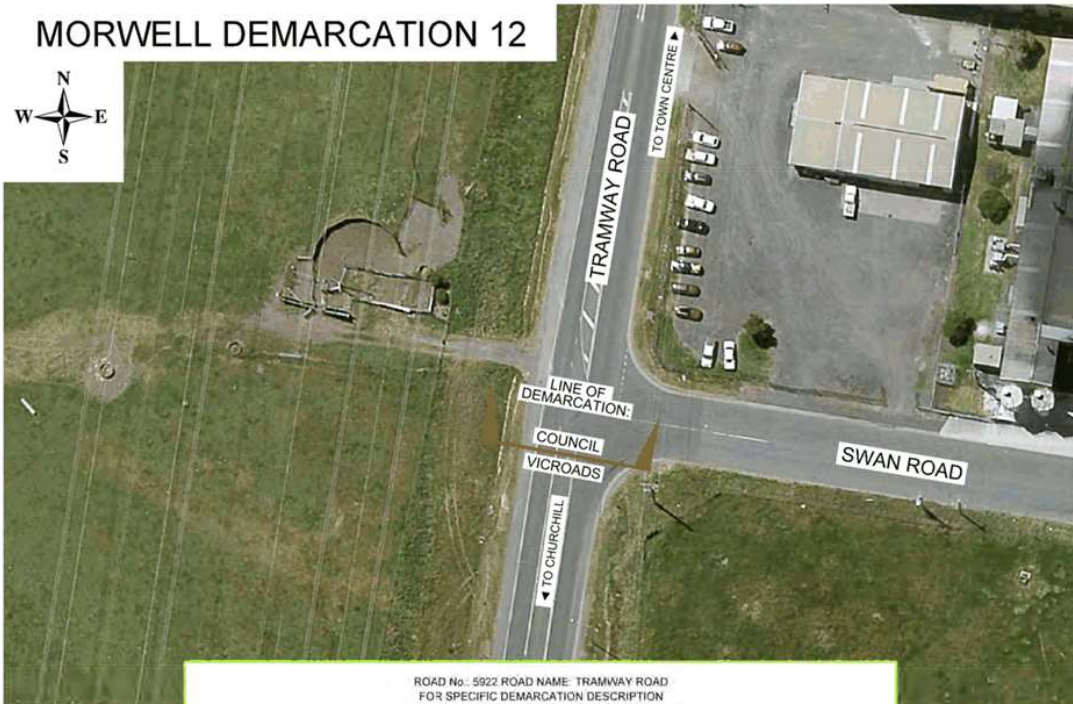 MORWELL DEMARCATION 12
N
W E
S
TO TOWN CENTRE ▲
TRAMWAY ROAD
LINE OF
DEMARCATION:
COUNCIL
VICROADS
SWAN ROAD
◄ TO CHURCHILL
ROAD No.: 5922 ROAD NAME: TRAMWAY ROAD
FOR SPECIFIC DEMARCATION DESCRIPTION